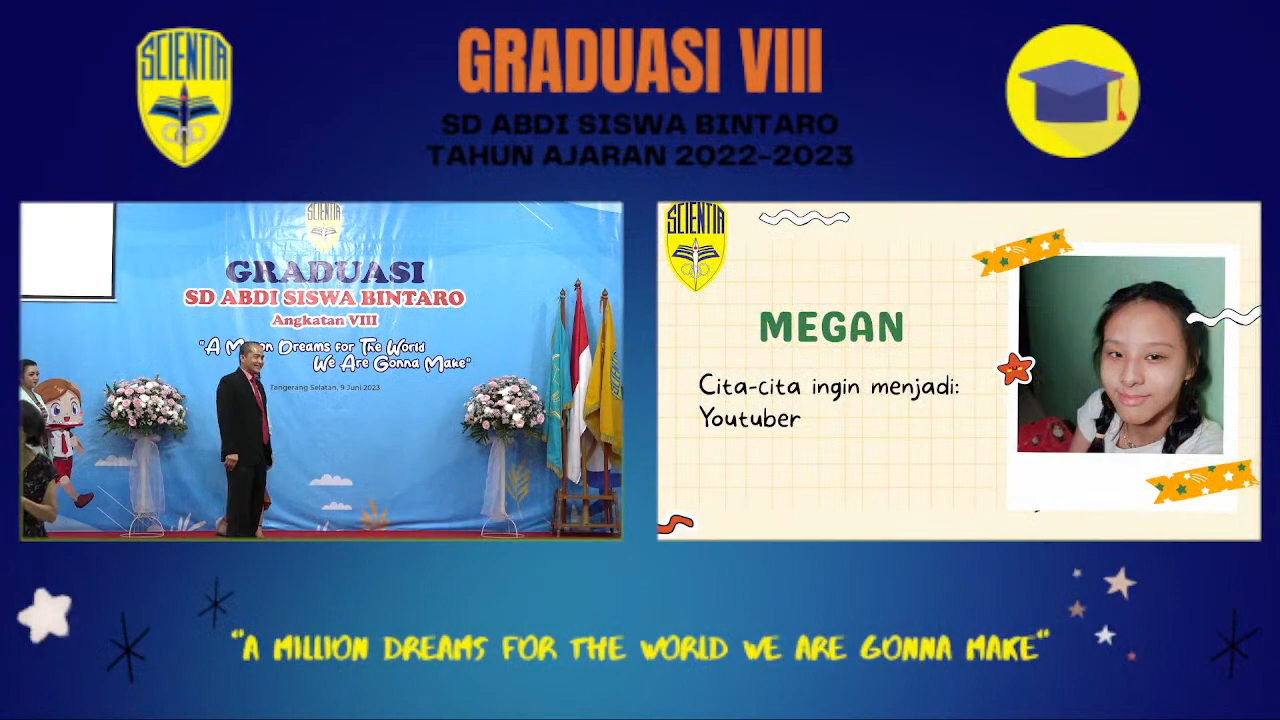 SCIENTIA
GRADUASI VIII
SD ABDI SISWA BINTARO
TAHUN AJARAN 2022-2023
SCIENTIA
GRADUASI
SD ABDI SISWA BINTARO
Angkatan VIII
"A Million Dreams for The World
We Are Gonna Make"
Tangerang Selatan, 9 Juni 2023
SCIENTIA
MEGAN
Cita-cita ingin menjadi:
Youtuber
"A MILLION DREAMS FOR THE WORLD WE ARE GONNA MAKE"